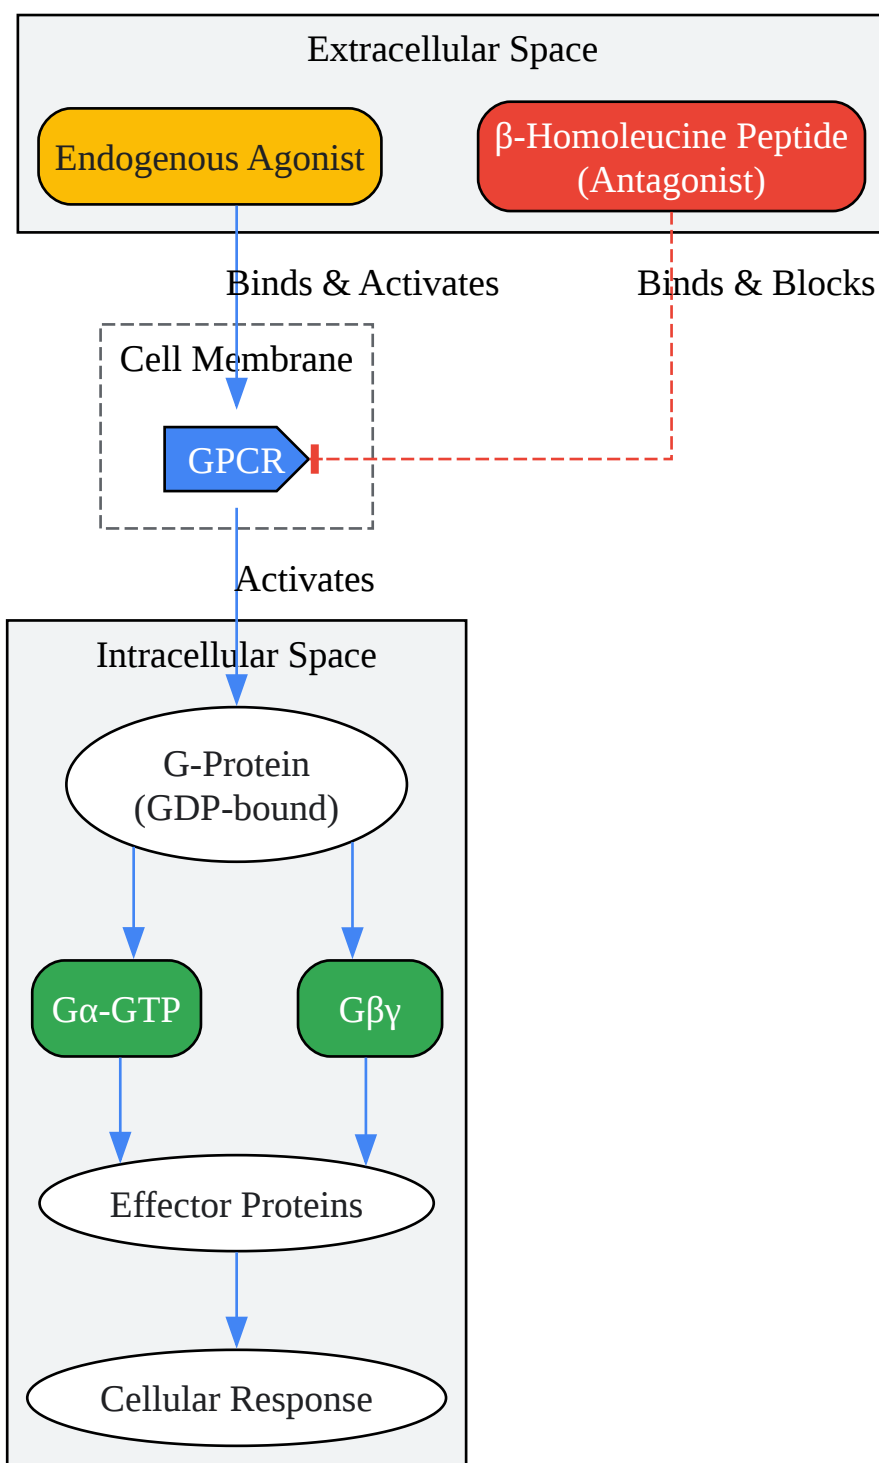 Extracellular Space
Endogenous Agonist
β-Homoleucine Peptide
(Antagonist)
Binds & Activates
Binds & Blocks
Cell Membrane
GPCR
Activates
Intracellular Space
G-Protein
(GDP-bound)
Gα-GTP
Gβγ
Effector Proteins
Cellular Response